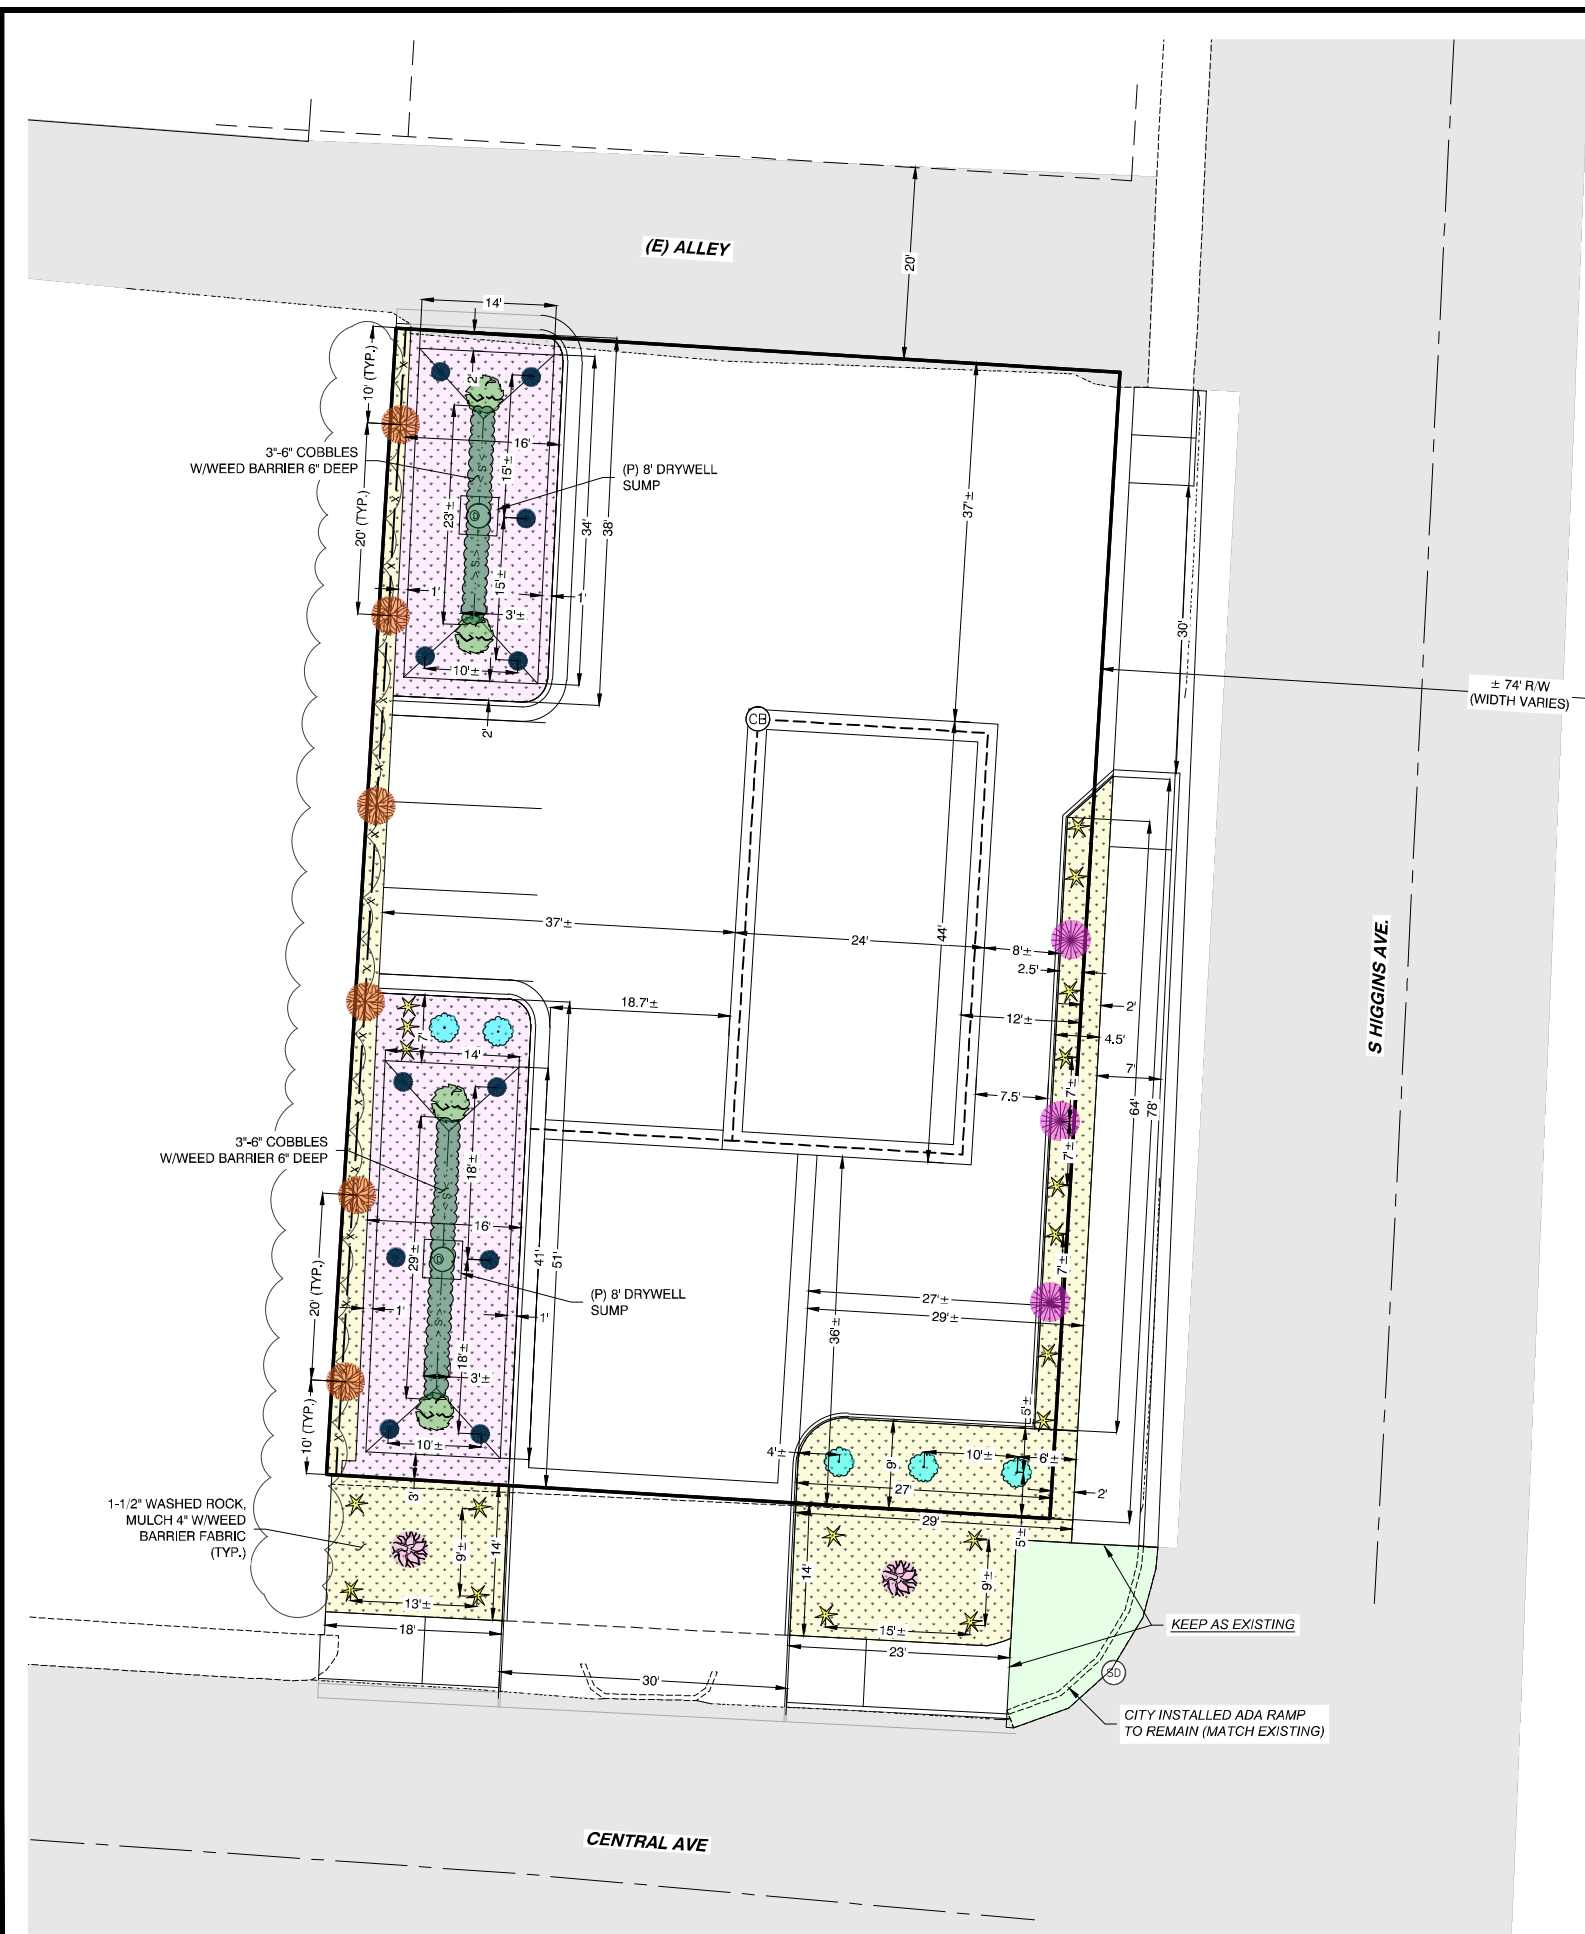 (E) ALLEY
20'
14'
10' (TYP.)
2'
3"-6" COBBLES
W/WEED BARRIER 6" DEEP
16'
15'±
(P) 8' DRYWELL
SUMP
20' (TYP.)
23'±
D
34'
38'
37'±
15'±
1'
1'
3'±
10'±
2'
30'
± 74' R/W
(WIDTH VARIES)
CB
37'±
24'
44'
8'±
2.5'
S HIGGINS AVE.
18.7'±
2'
12'±
4.5'
7'
14'
7'
7.5'
7'±
64'
78'
3"-6" COBBLES
W/WEED BARRIER 6" DEEP
18'±
7'±
16'
29'±
D
41'
51'
20' (TYP.)
(P) 8' DRYWELL
SUMP
7'±
1'
1'
27'±
29'±
36'±
18'±
3'±
10' (TYP.)
5'±
10'±
4'±
9'
10'±
6'±
27'
2'
3'
29'
1-1/2" WASHED ROCK,
MULCH 4" W/WEED
BARRIER FABRIC
(TYP.)
9'±
14'
5'±
14'
9'±
13'±
18'
15'±
23'
KEEP AS EXISTING
30'
SD
CITY INSTALLED ADA RAMP
TO REMAIN (MATCH EXISTING)
CENTRAL AVE